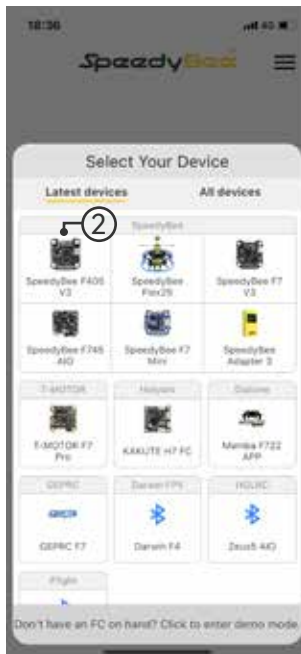 18:36
4G
SpeedyBee
Select Your Device
Latest devices
All devices
2
SpeedyBee
SpeedyBee F405 V3
SpeedyBee Flex25
SpeedyBee F7 V3
SpeedyBee F745 AIO
SpeedyBee F7 Mini
SpeedyBee Adapter 3
T-MOTOR
Holybro
Diatone
T-MOTOR F7 Pro
KAKUTE H7 FC
Mamba F722 APP
GEPRC
Darwin FPV
HGLRC
GEPRC
GEPRC F7
Darwin F4
Zeus5 AIO
Flight
Don't have an FC on hand? Click to enter demo mode